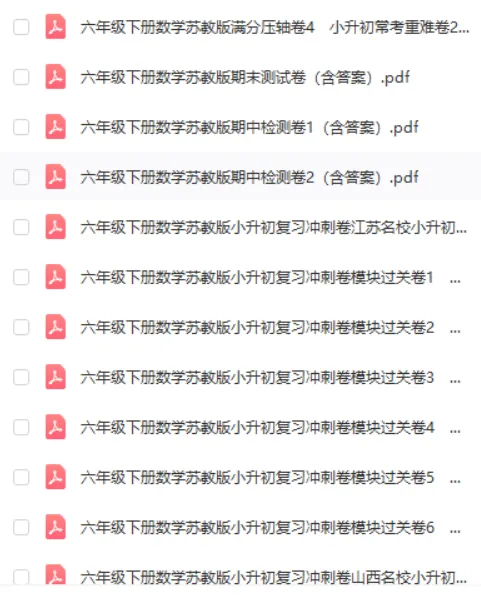 六年级下册数学苏教版满分压轴卷4 小升初常考重难卷2...
六年级下册数学苏教版期末测试卷（含答案）.pdf
六年级下册数学苏教版期中检测卷1（含答案）.pdf
六年级下册数学苏教版期中检测卷2（含答案）.pdf
六年级下册数学苏教版小升初复习冲刺卷江苏名校小升初...
六年级下册数学苏教版小升初复习冲刺卷模块过关卷1 ...
六年级下册数学苏教版小升初复习冲刺卷模块过关卷2 ...
六年级下册数学苏教版小升初复习冲刺卷模块过关卷3 ...
六年级下册数学苏教版小升初复习冲刺卷模块过关卷4 ...
六年级下册数学苏教版小升初复习冲刺卷模块过关卷5 ...
六年级下册数学苏教版小升初复习冲刺卷模块过关卷6 ...
六年级下册数学苏教版小升初复习冲刺卷山西名校小升初...